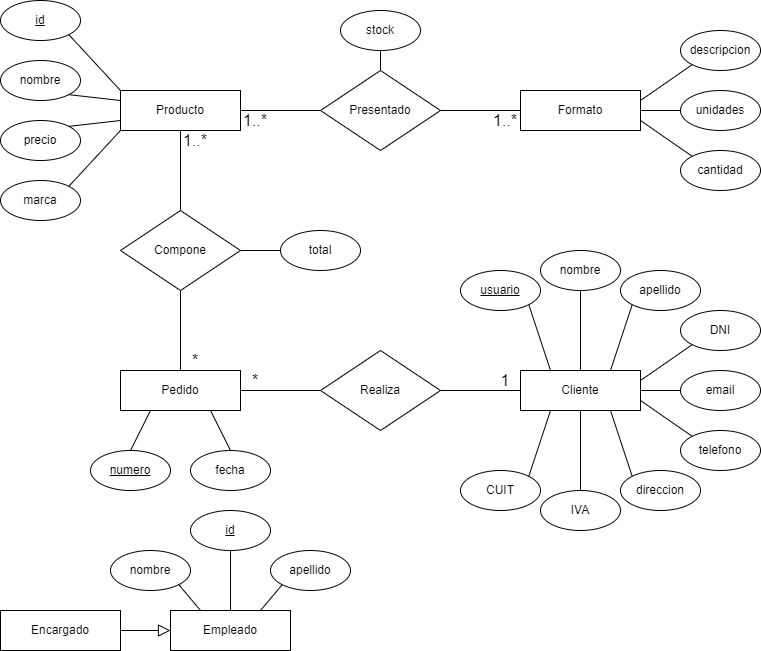 id
stock
descripcion
nombre
Producto
Presentado
Formato
unidades
1..*
1..*
precio
1..*
cantidad
marca
Compone
total
usuario
nombre
apellido
DNI
*
*
1
Pedido
Realiza
Cliente
email
numero
fecha
telefono
CUIT
IVA
direccion
id
nombre
apellido
Encargado
Empleado